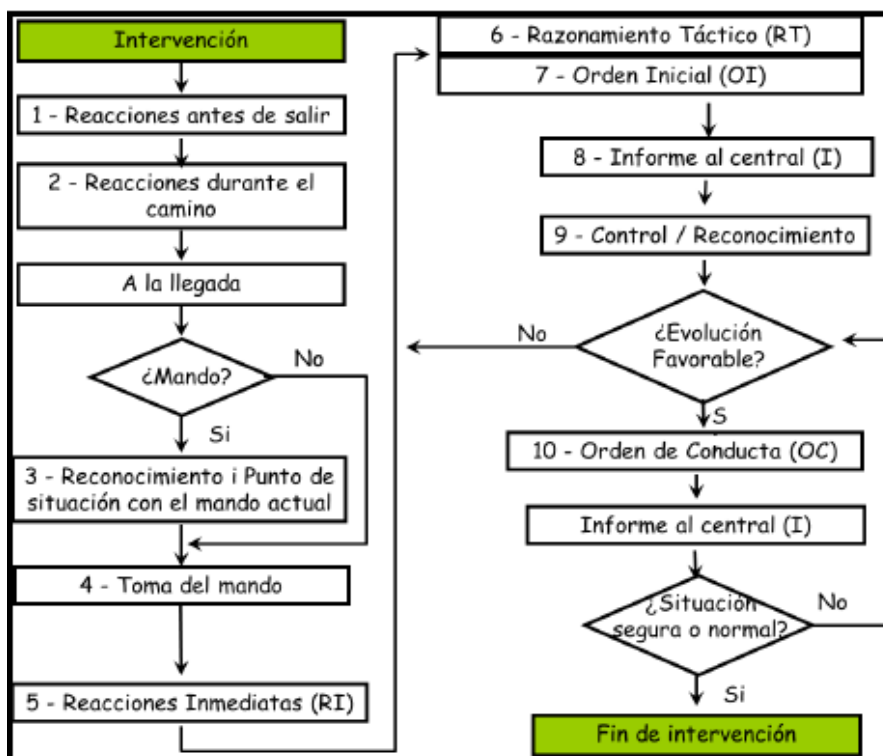 Intervención
1 - Reacciones antes de salir
2 - Reacciones durante el
camino
A la llegada
¿Mando?
No
Si
3 - Reconocimiento i Punto de
situación con el mando actual
4 - Toma del mando
5 - Reacciones Inmediatas (RI)
6 - Razonamiento Táctico (RT)
7 - Orden Inicial (OI)
8 - Informe al central (I)
9 - Control / Reconocimiento
¿Evolución
Favorable?
No
S
10 - Orden de Conducta (OC)
Informe al central (I)
¿Situación
segura o normal?
No
Si
Fin de intervención